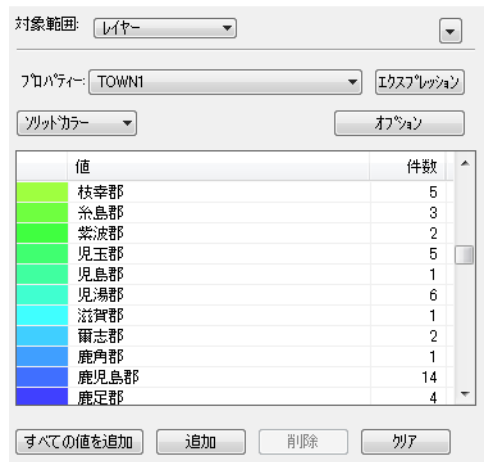 対象範囲: レイヤー
プロパティー: TOWN1 エクスプレッション
ソリッドカラー オプション
値 件数
枝幸郡 5
糸島郡 3
紫波郡 2
児玉郡 5
児島郡 1
児湯郡 6
滋賀郡 1
爾志郡 2
鹿角郡 1
鹿児島郡 14
鹿足郡 4
すべての値を追加 追加 削除 クリア